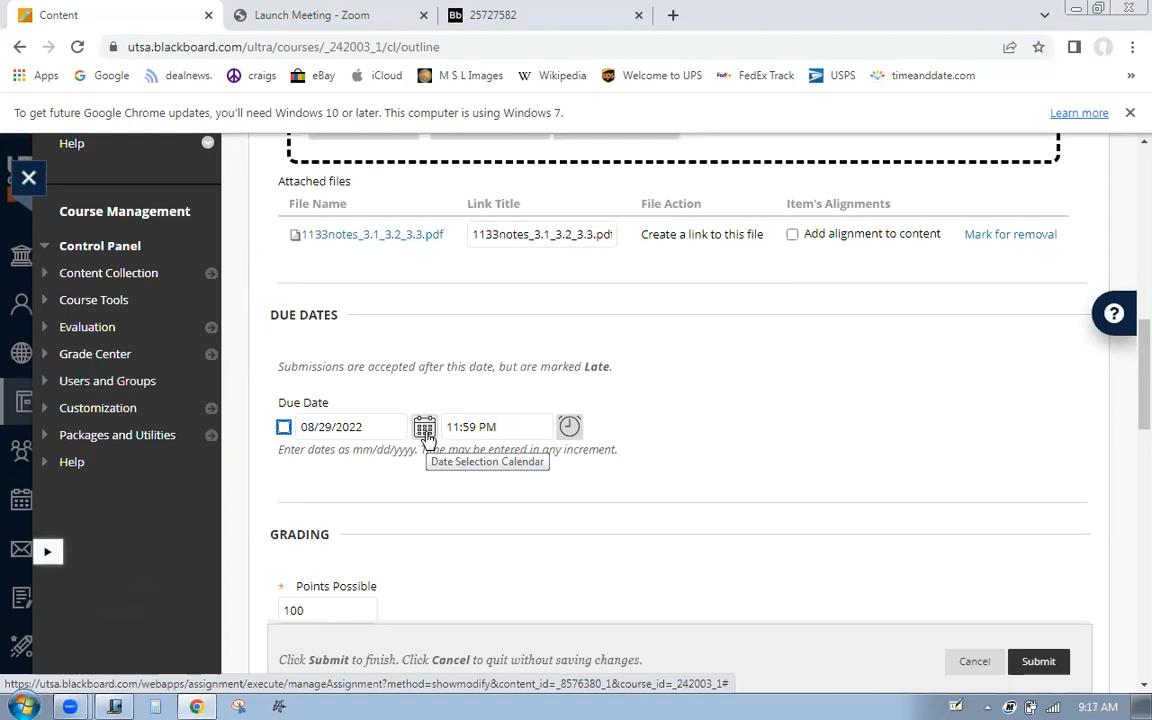 Content
Launch Meeting - Zoom
Bb 25727582
utsa.blackboard.com/ultra/courses/_242003_1/cl/outline
Apps Google dealnews. craigs eBay iCloud M S L Images Wikipedia Welcome to UPS FedEx Track USPS timeanddate.com
To get future Google Chrome updates, you'll need Windows 10 or later. This computer is using Windows 7. Learn more
Help
Course Management
Control Panel
Content Collection
Course Tools
Evaluation
Grade Center
Users and Groups
Customization
Packages and Utilities
Help
Attached files
File Name Link Title File Action Item's Alignments
1133notes_3.1_3.2_3.3.pdf 1133notes_3.1_3.2_3.3.pdf Create a link to this file Add alignment to content Mark for removal
DUE DATES
Submissions are accepted after this date, but are marked Late.
Due Date
08/29/2022 11:59 PM
Enter dates as mm/dd/yyyy. may be entered in any increment.
Date Selection Calendar
GRADING
* Points Possible
100
Click Submit to finish. Click Cancel to quit without saving changes. Cancel Submit
https://utsa.blackboard.com/webapps/assignment/execute/manageAssignment?method=showmodify&content_id=_8576380_1&course_id=_242003_1#
9:17 AM